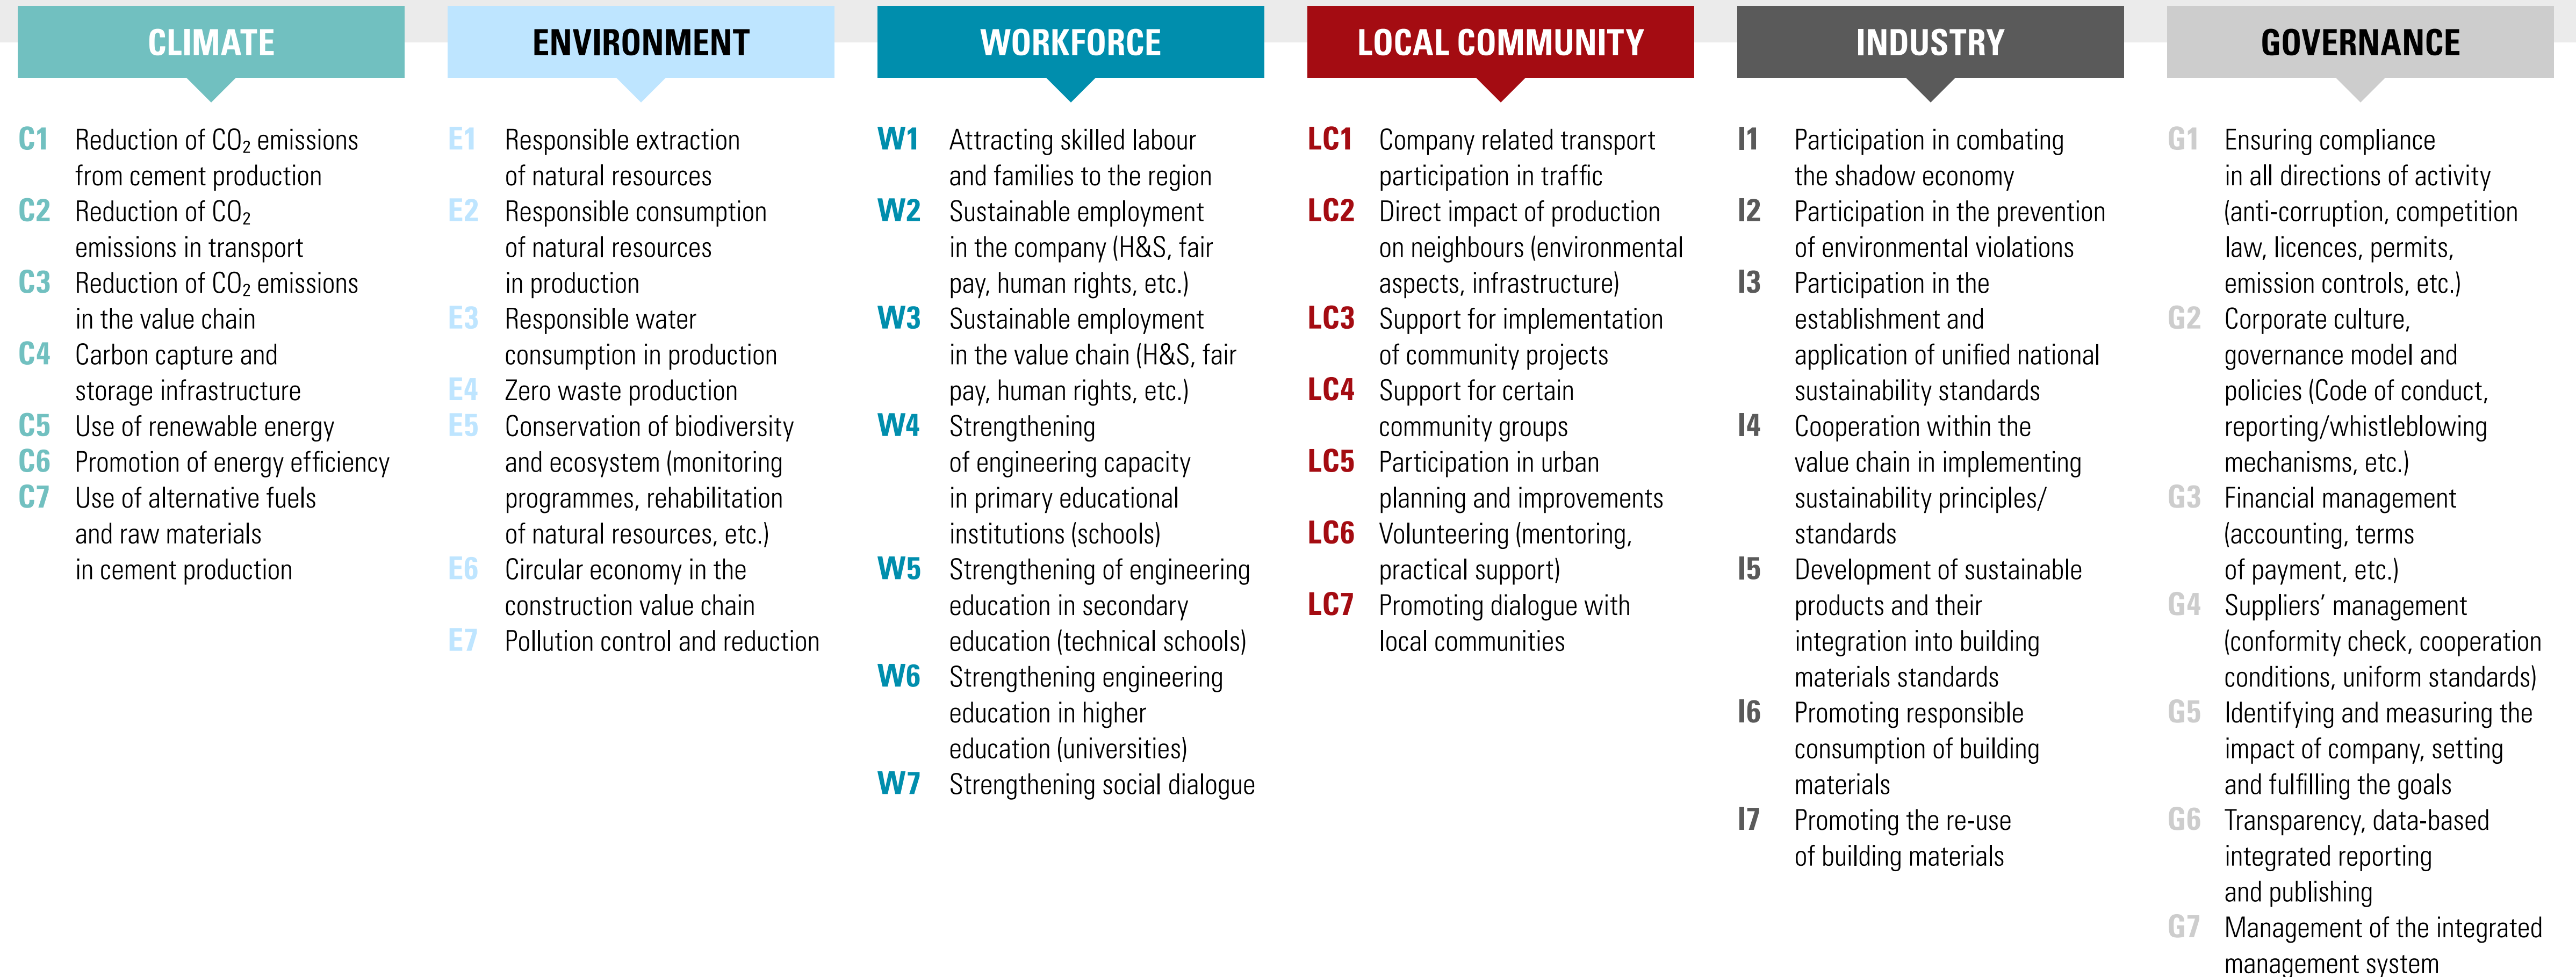 CLIMATE
C1 Reduction of CO₂ emissions
from cement production
C2 Reduction of CO₂
emissions in transport
C3 Reduction of CO₂ emissions
in the value chain
C4 Carbon capture and
storage infrastructure
C5 Use of renewable energy
C6 Promotion of energy efficiency
C7 Use of alternative fuels
and raw materials
in cement production
ENVIRONMENT
E1 Responsible extraction
of natural resources
E2 Responsible consumption
of natural resources
in production
E3 Responsible water
consumption in production
E4 Zero waste production
E5 Conservation of biodiversity
and ecosystem (monitoring
programmes, rehabilitation
of natural resources, etc.)
E6 Circular economy in the
construction value chain
E7 Pollution control and reduction
WORKFORCE
W1 Attracting skilled labour
and families to the region
W2 Sustainable employment
in the company (H&S, fair
pay, human rights, etc.)
W3 Sustainable employment
in the value chain (H&S, fair
pay, human rights, etc.)
W4 Strengthening
of engineering capacity
in primary educational
institutions (schools)
W5 Strengthening of engineering
education in secondary
education (technical schools)
W6 Strengthening engineering
education in higher
education (universities)
W7 Strengthening social dialogue
LOCAL COMMUNITY
LC1 Company related transport
participation in traffic
LC2 Direct impact of production
on neighbours (environmental
aspects, infrastructure)
LC3 Support for implementation
of community projects
LC4 Support for certain
community groups
LC5 Participation in urban
planning and improvements
LC6 Volunteering (mentoring,
practical support)
LC7 Promoting dialogue with
local communities
INDUSTRY
I1 Participation in combating
the shadow economy
I2 Participation in the prevention
of environmental violations
I3 Participation in the
establishment and
application of unified national
sustainability standards
I4 Cooperation within the
value chain in implementing
sustainability principles/
standards
I5 Development of sustainable
products and their
integration into building
materials standards
I6 Promoting responsible
consumption of building
materials
I7 Promoting the re-use
of building materials
GOVERNANCE
G1 Ensuring compliance
in all directions of activity
(anti-corruption, competition
law, licences, permits,
emission controls, etc.)
G2 Corporate culture,
governance model and
policies (Code of conduct,
reporting/whistleblowing
mechanisms, etc.)
G3 Financial management
(accounting, terms
of payment, etc.)
G4 Suppliers’ management
(conformity check, cooperation
conditions, uniform standards)
G5 Identifying and measuring the
impact of company, setting
and fulfilling the goals
G6 Transparency, data-based
integrated reporting
and publishing
G7 Management of the integrated
management system